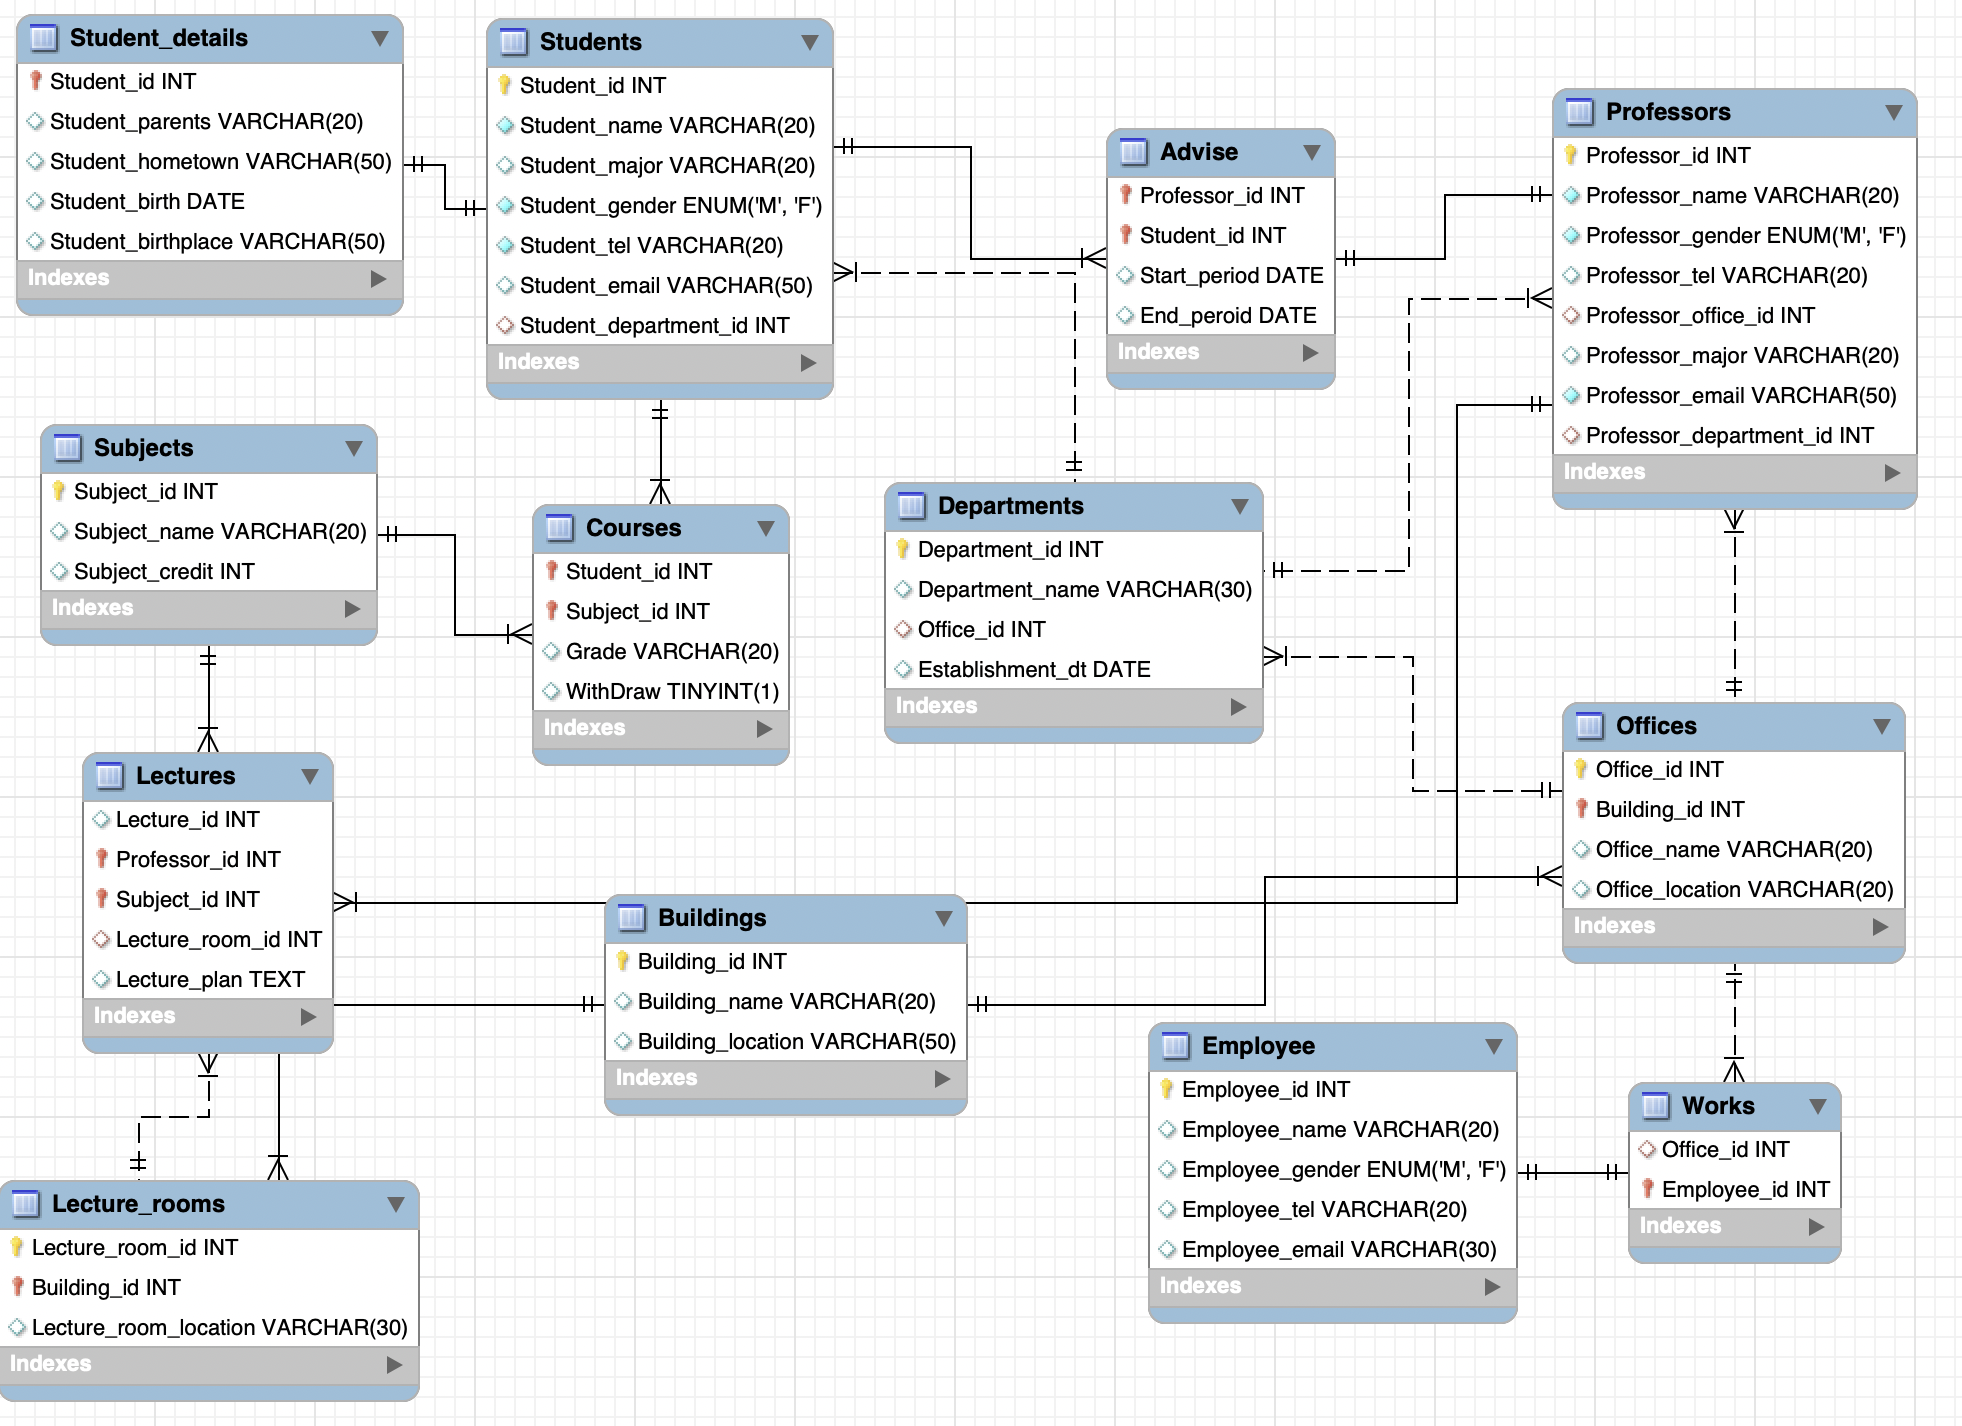 Student_details
Student_id INT
Student_parents VARCHAR(20)
Student_hometown VARCHAR(50)
Student_birth DATE
Student_birthplace VARCHAR(50)
Indexes
Students
Student_id INT
Student_name VARCHAR(20)
Student_major VARCHAR(20)
Student_gender ENUM('M', 'F')
Student_tel VARCHAR(20)
Student_email VARCHAR(50)
Student_department_id INT
Indexes
Advise
Professor_id INT
Student_id INT
Start_period DATE
End_peroid DATE
Indexes
Professors
Professor_id INT
Professor_name VARCHAR(20)
Professor_gender ENUM('M', 'F')
Professor_tel VARCHAR(20)
Professor_office_id INT
Professor_major VARCHAR(20)
Professor_email VARCHAR(50)
Professor_department_id INT
Indexes
Subjects
Subject_id INT
Subject_name VARCHAR(20)
Subject_credit INT
Indexes
Courses
Student_id INT
Subject_id INT
Grade VARCHAR(20)
WithDraw TINYINT(1)
Indexes
Departments
Department_id INT
Department_name VARCHAR(30)
Office_id INT
Establishment_dt DATE
Indexes
Offices
Office_id INT
Building_id INT
Office_name VARCHAR(20)
Office_location VARCHAR(20)
Indexes
Lectures
Lecture_id INT
Professor_id INT
Subject_id INT
Lecture_room_id INT
Lecture_plan TEXT
Indexes
Buildings
Building_id INT
Building_name VARCHAR(20)
Building_location VARCHAR(50)
Indexes
Employee
Employee_id INT
Employee_name VARCHAR(20)
Employee_gender ENUM('M', 'F')
Employee_tel VARCHAR(20)
Employee_email VARCHAR(30)
Indexes
Works
Office_id INT
Employee_id INT
Indexes
Lecture_rooms
Lecture_room_id INT
Building_id INT
Lecture_room_location VARCHAR(30)
Indexes